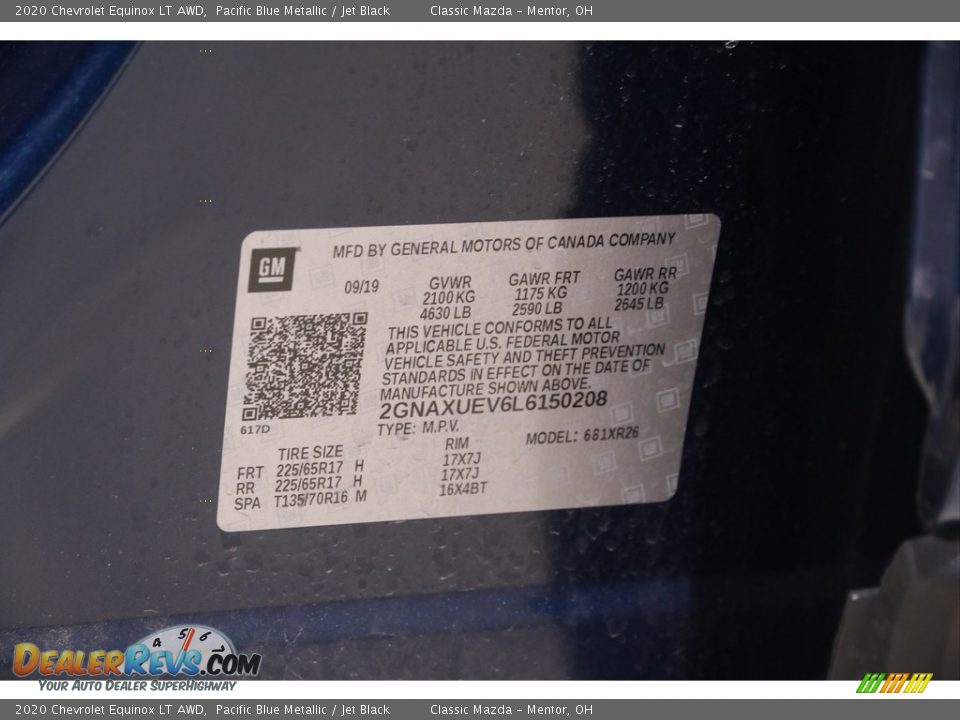 2020 Chevrolet Equinox LT AWD, Pacific Blue Metallic / Jet Black Classic Mazda - Mentor, OH
GM
MFD BY GENERAL MOTORS OF CANADA COMPANY
09/19 GVWR GAWR FRT GAWR RR
2100 KG 1175 KG 1200 KG
4630 LB 2590 LB 2645 LB
THIS VEHICLE CONFORMS TO ALL
APPLICABLE U.S. FEDERAL MOTOR
VEHICLE SAFETY AND THEFT PREVENTION
STANDARDS IN EFFECT ON THE DATE OF
MANUFACTURE SHOWN ABOVE.
2GNAXUEV6L6150208
617D
TYPE: M.P.V. MODEL: 681XR26
TIRE SIZE RIM
FRT 225/65R17 H 17X7J
RR 225/65R17 H 17X7J
SPA T135/70R16 M 16X4BT
4 5 6
DEALERREVS.COM
YOUR AUTO DEALER SUPERHIGHWAY
2020 Chevrolet Equinox LT AWD, Pacific Blue Metallic / Jet Black Classic Mazda - Mentor, OH